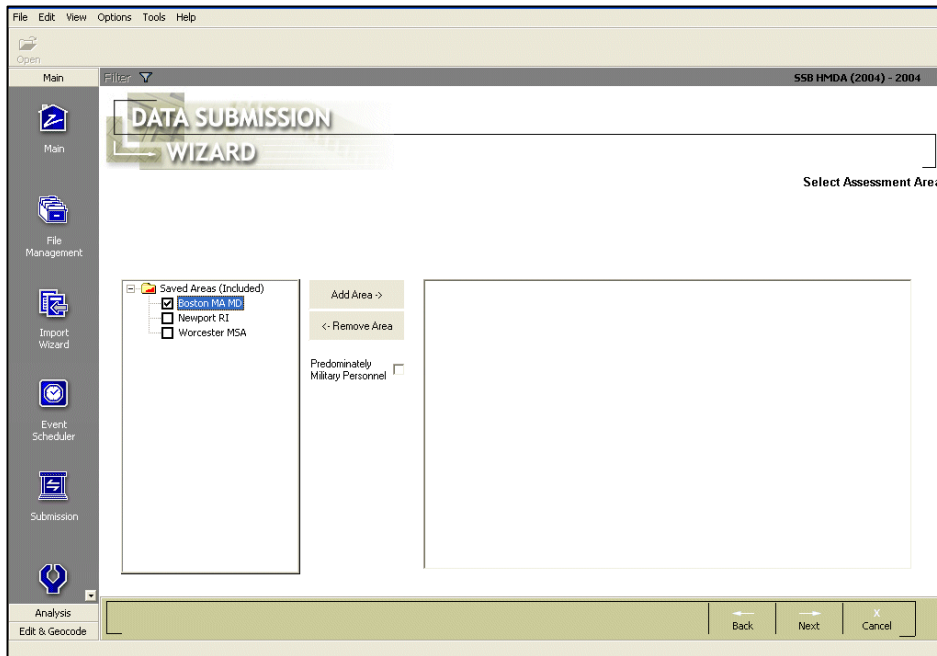 File Edit View Options Tools Help
Open
Main
Filter
SSB HMDA (2004) - 2004
Main
DATA SUBMISSION
WIZARD
Select Assessment Area
File
Management
Saved Areas (Included)
Boston MA MD
Newport RI
Worcester MSA
Add Area ->
<- Remove Area
Predominately
Military Personnel
Import
Wizard
Event
Scheduler
Submission
Analysis
Edit & Geocode
Back
Next
X
Cancel